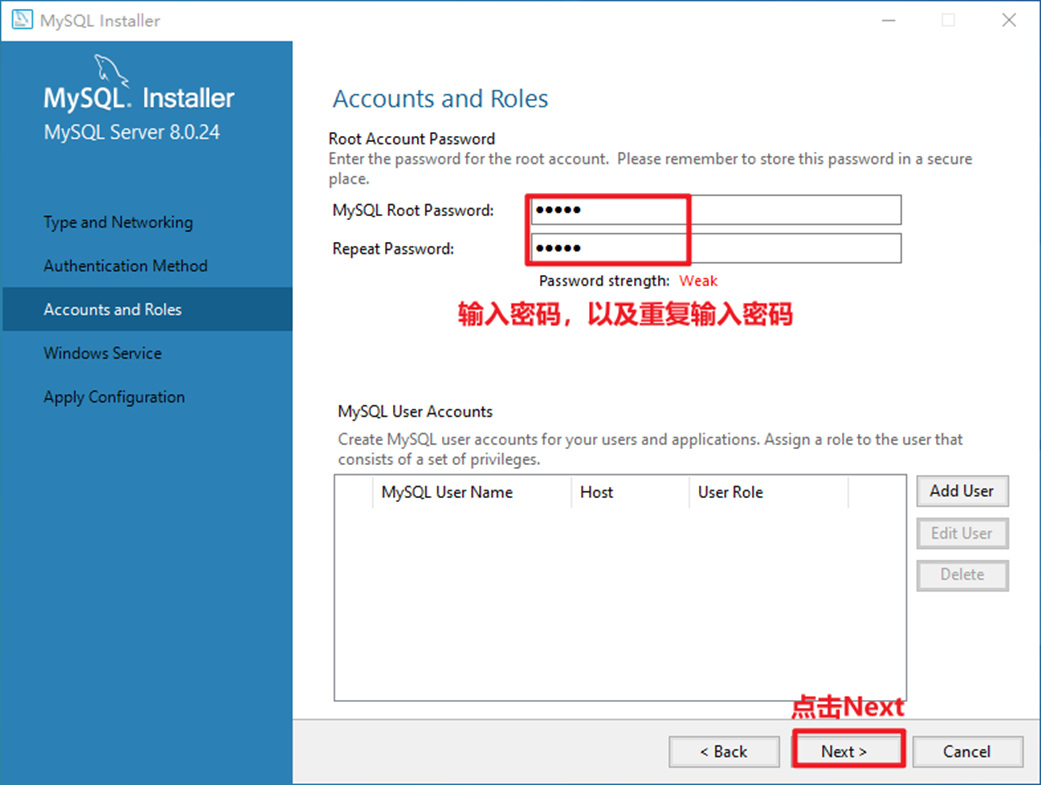 MySQL Installer
MySQL. Installer
MySQL Server 8.0.24
Type and Networking
Authentication Method
Accounts and Roles
Windows Service
Apply Configuration
Accounts and Roles
Root Account Password
Enter the password for the root account.  Please remember to store this password in a secure
place.
MySQL Root Password: ●●●●●
Repeat Password: ●●●●●
Password strength: Weak
输入密码，以及重复输入密码
MySQL User Accounts
Create MySQL user accounts for your users and applications. Assign a role to the user that
consists of a set of privileges.
MySQL User Name Host User Role
Add User
Edit User
Delete
点击Next
< Back Next > Cancel